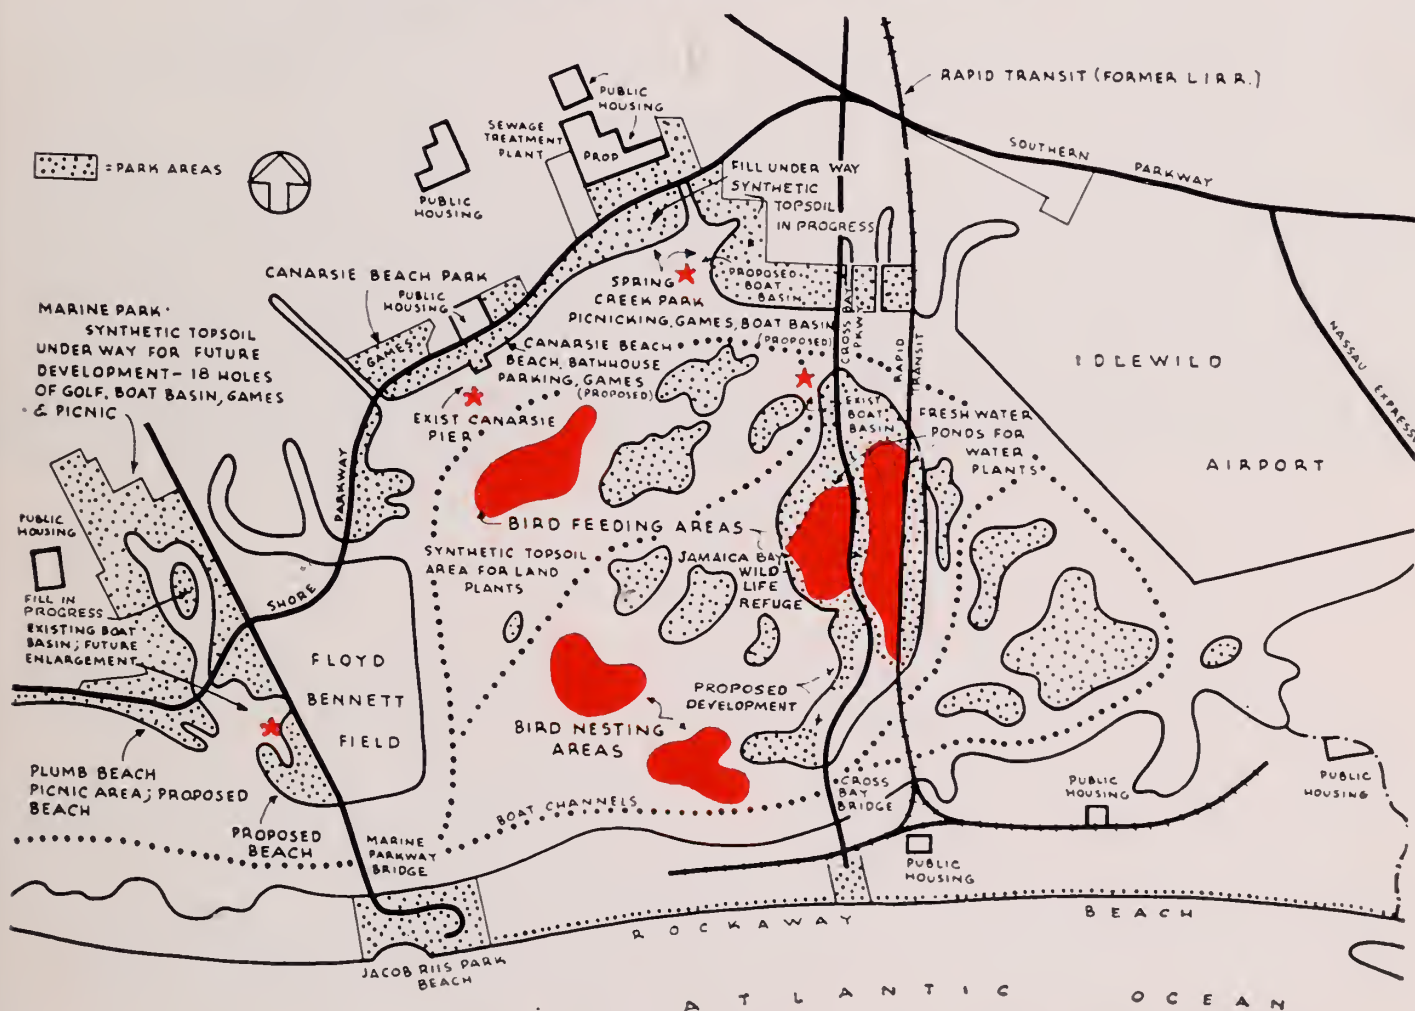 RAPID TRANSIT (FORMER L I R R.)
PUBLIC
HOUSING
SEWAGE
TREATMENT
PLANT
PROP
= PARK AREAS
PUBLIC
HOUSING
SOUTHERN PARKWAY
FILL UNDER WAY
SYNTHETIC
TOPSOIL
IN PROGRESS
CANARSIE BEACH PARK
PUBLIC
HOUSING
GAMES
SPRING
CREEK PARK
PICNICKING, GAMES, BOAT BASIN
(PROPOSED)
PROPOSED
BOAT
BASIN
CROSS BAY
PKWAY
RAPID
TRANSIT
NASSAU EXPRESS
MARINE PARK·
SYNTHETIC TOPSOIL
UNDER WAY FOR FUTURE
DEVELOPMENT - 18 HOLES
OF GOLF, BOAT BASIN, GAMES
& PICNIC
CANARSIE BEACH
BEACH, BATHHOUSE
PARKING, GAMES
(PROPOSED)
EXIST CANARSIE
PIER
IDLEWILD
AIRPORT
EXIST
BOAT
BASIN
FRESH WATER
PONDS FOR
WATER
PLANTS
SHORE PARKWAY
PUBLIC
HOUSING
FILL IN
PROGRESS
EXISTING BOAT
BASIN; FUTURE
ENLARGEMENT
BIRD FEEDING AREAS
SYNTHETIC TOPSOIL
AREA FOR LAND
PLANTS
JAMAICA BAY
WILD
LIFE
REFUGE
FLOYD
BENNETT
FIELD
BIRD NESTING
AREAS
PROPOSED
DEVELOPMENT
PLUMB BEACH
PICNIC AREA; PROPOSED
BEACH
PROPOSED
BEACH
MARINE
PARKWAY
BRIDGE
BOAT CHANNELS
CROSS
BAY
BRIDGE
PUBLIC
HOUSING
PUBLIC
HOUSING
PUBLIC
HOUSING
ROCKAWAY BEACH
JACOB RIIS PARK
BEACH
ATLANTIC OCEAN